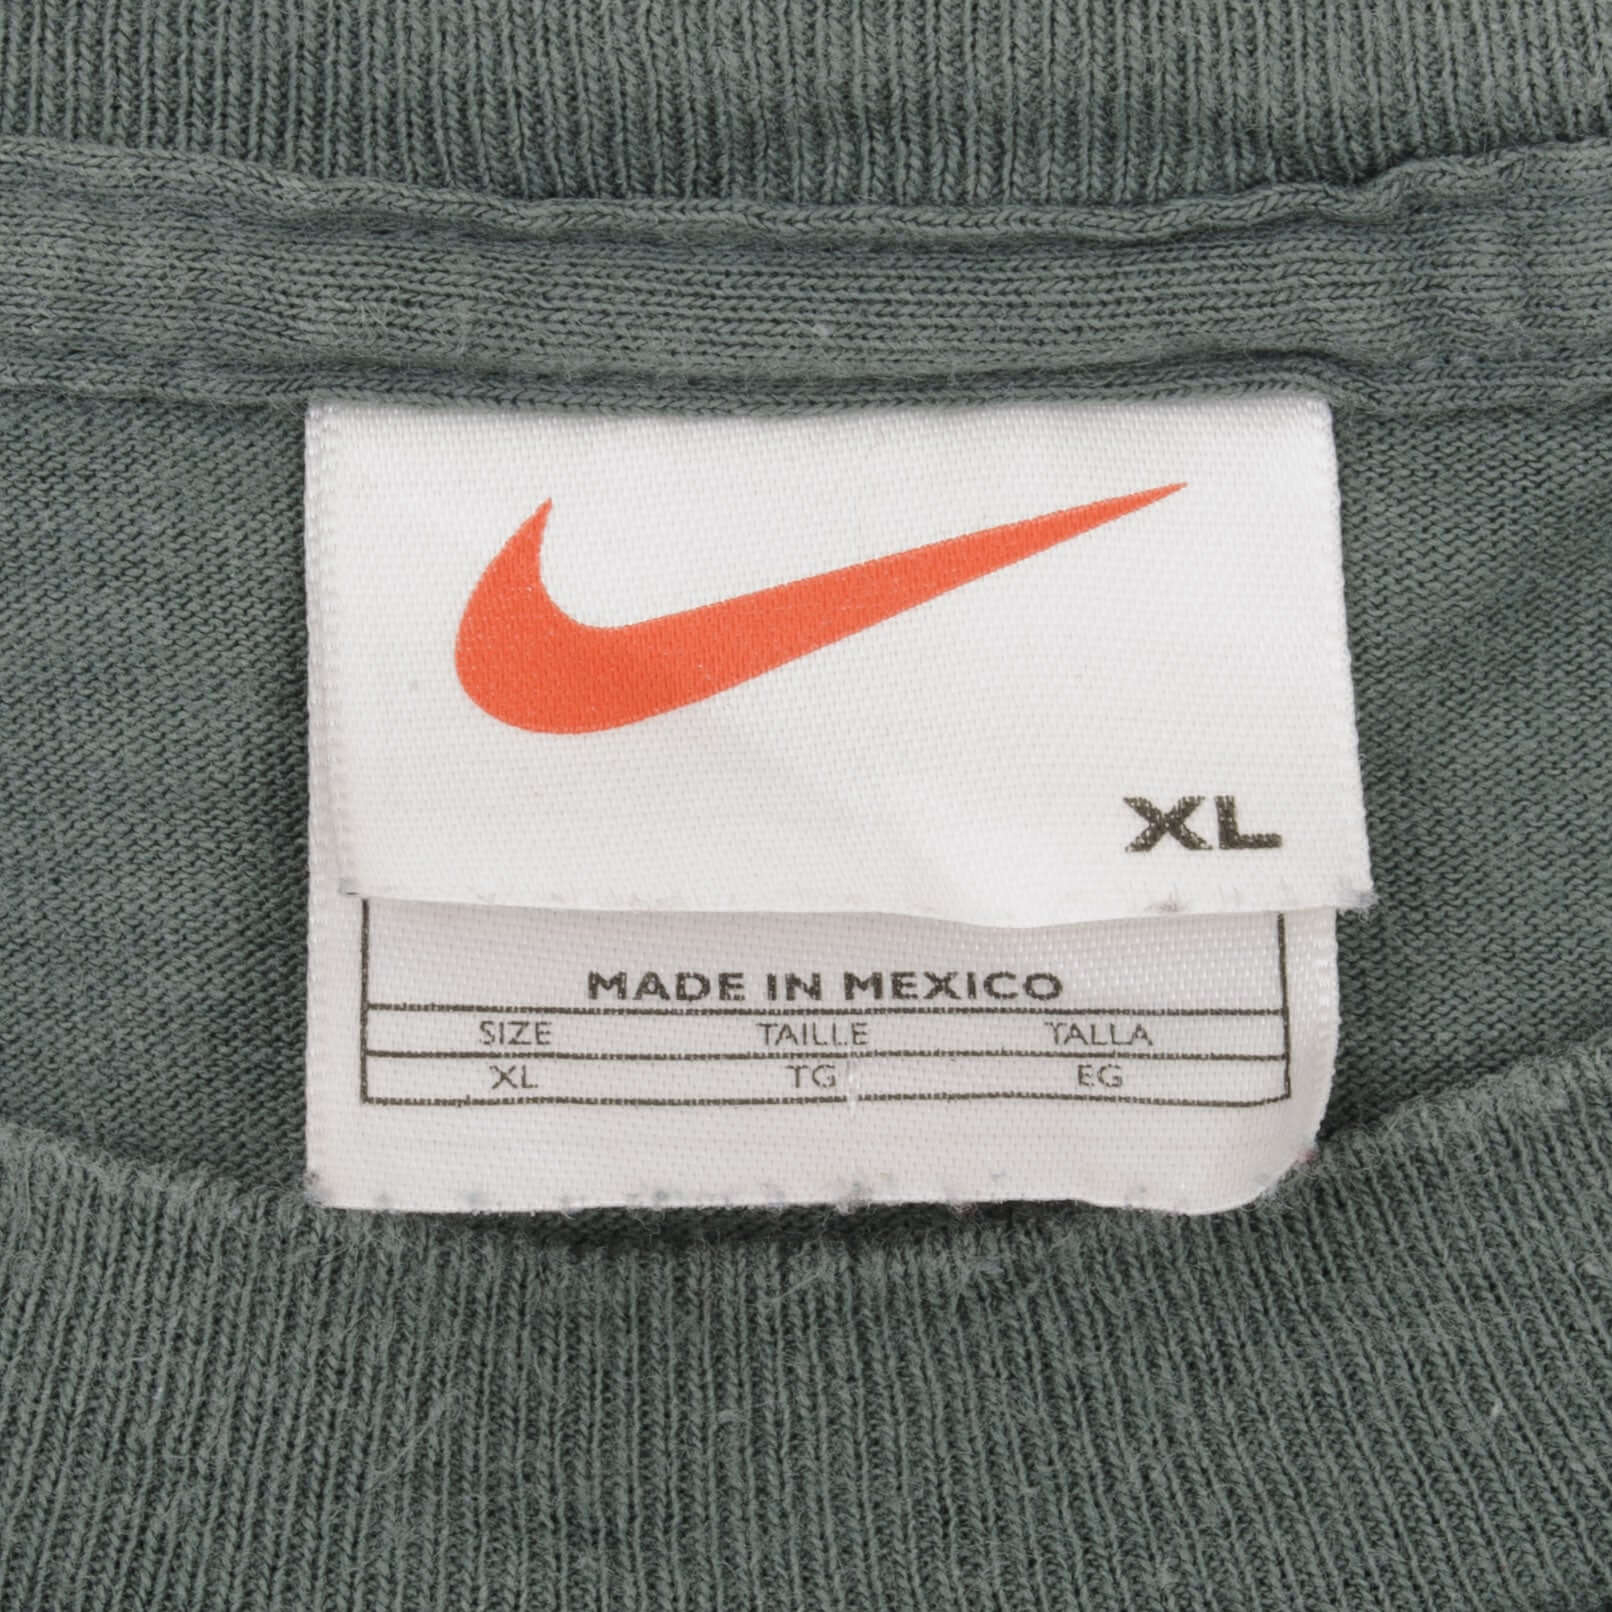 XL
MADE IN MEXICO
SIZE TAILLE TALLA
XL TG EG